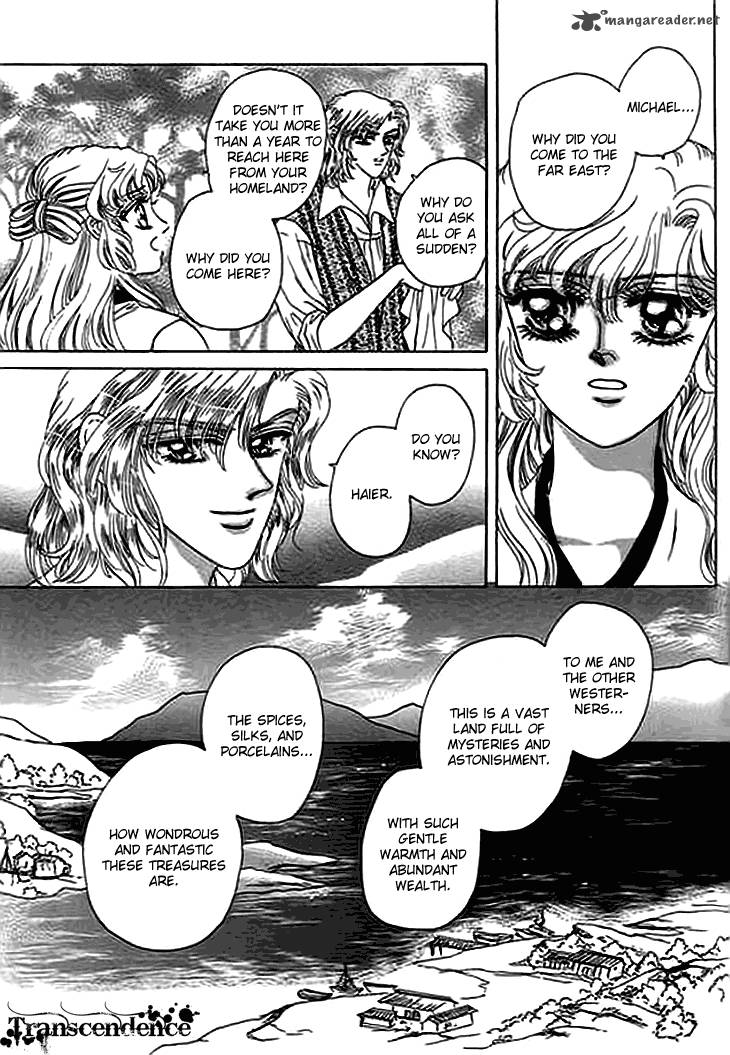 mangareader.net
MICHAEL...
WHY DID YOU
COME TO THE
FAR EAST?
DOESN'T IT
TAKE YOU MORE
THAN A YEAR TO
REACH HERE
FROM YOUR
HOMELAND?
WHY DID YOU
COME HERE?
WHY DO
YOU ASK
ALL OF A
SUDDEN?
DO YOU
KNOW?
HAIER.
TO ME AND
THE OTHER
WESTER-
NERS...
THIS IS A VAST
LAND FULL OF
MYSTERIES AND
ASTONISHMENT.
WITH SUCH
GENTLE
WARMTH AND
ABUNDANT
WEALTH.
THE SPICES,
SILKS, AND
PORCELAINS...
HOW WONDROUS
AND FANTASTIC
THESE TREASURES
ARE.
Transcendence